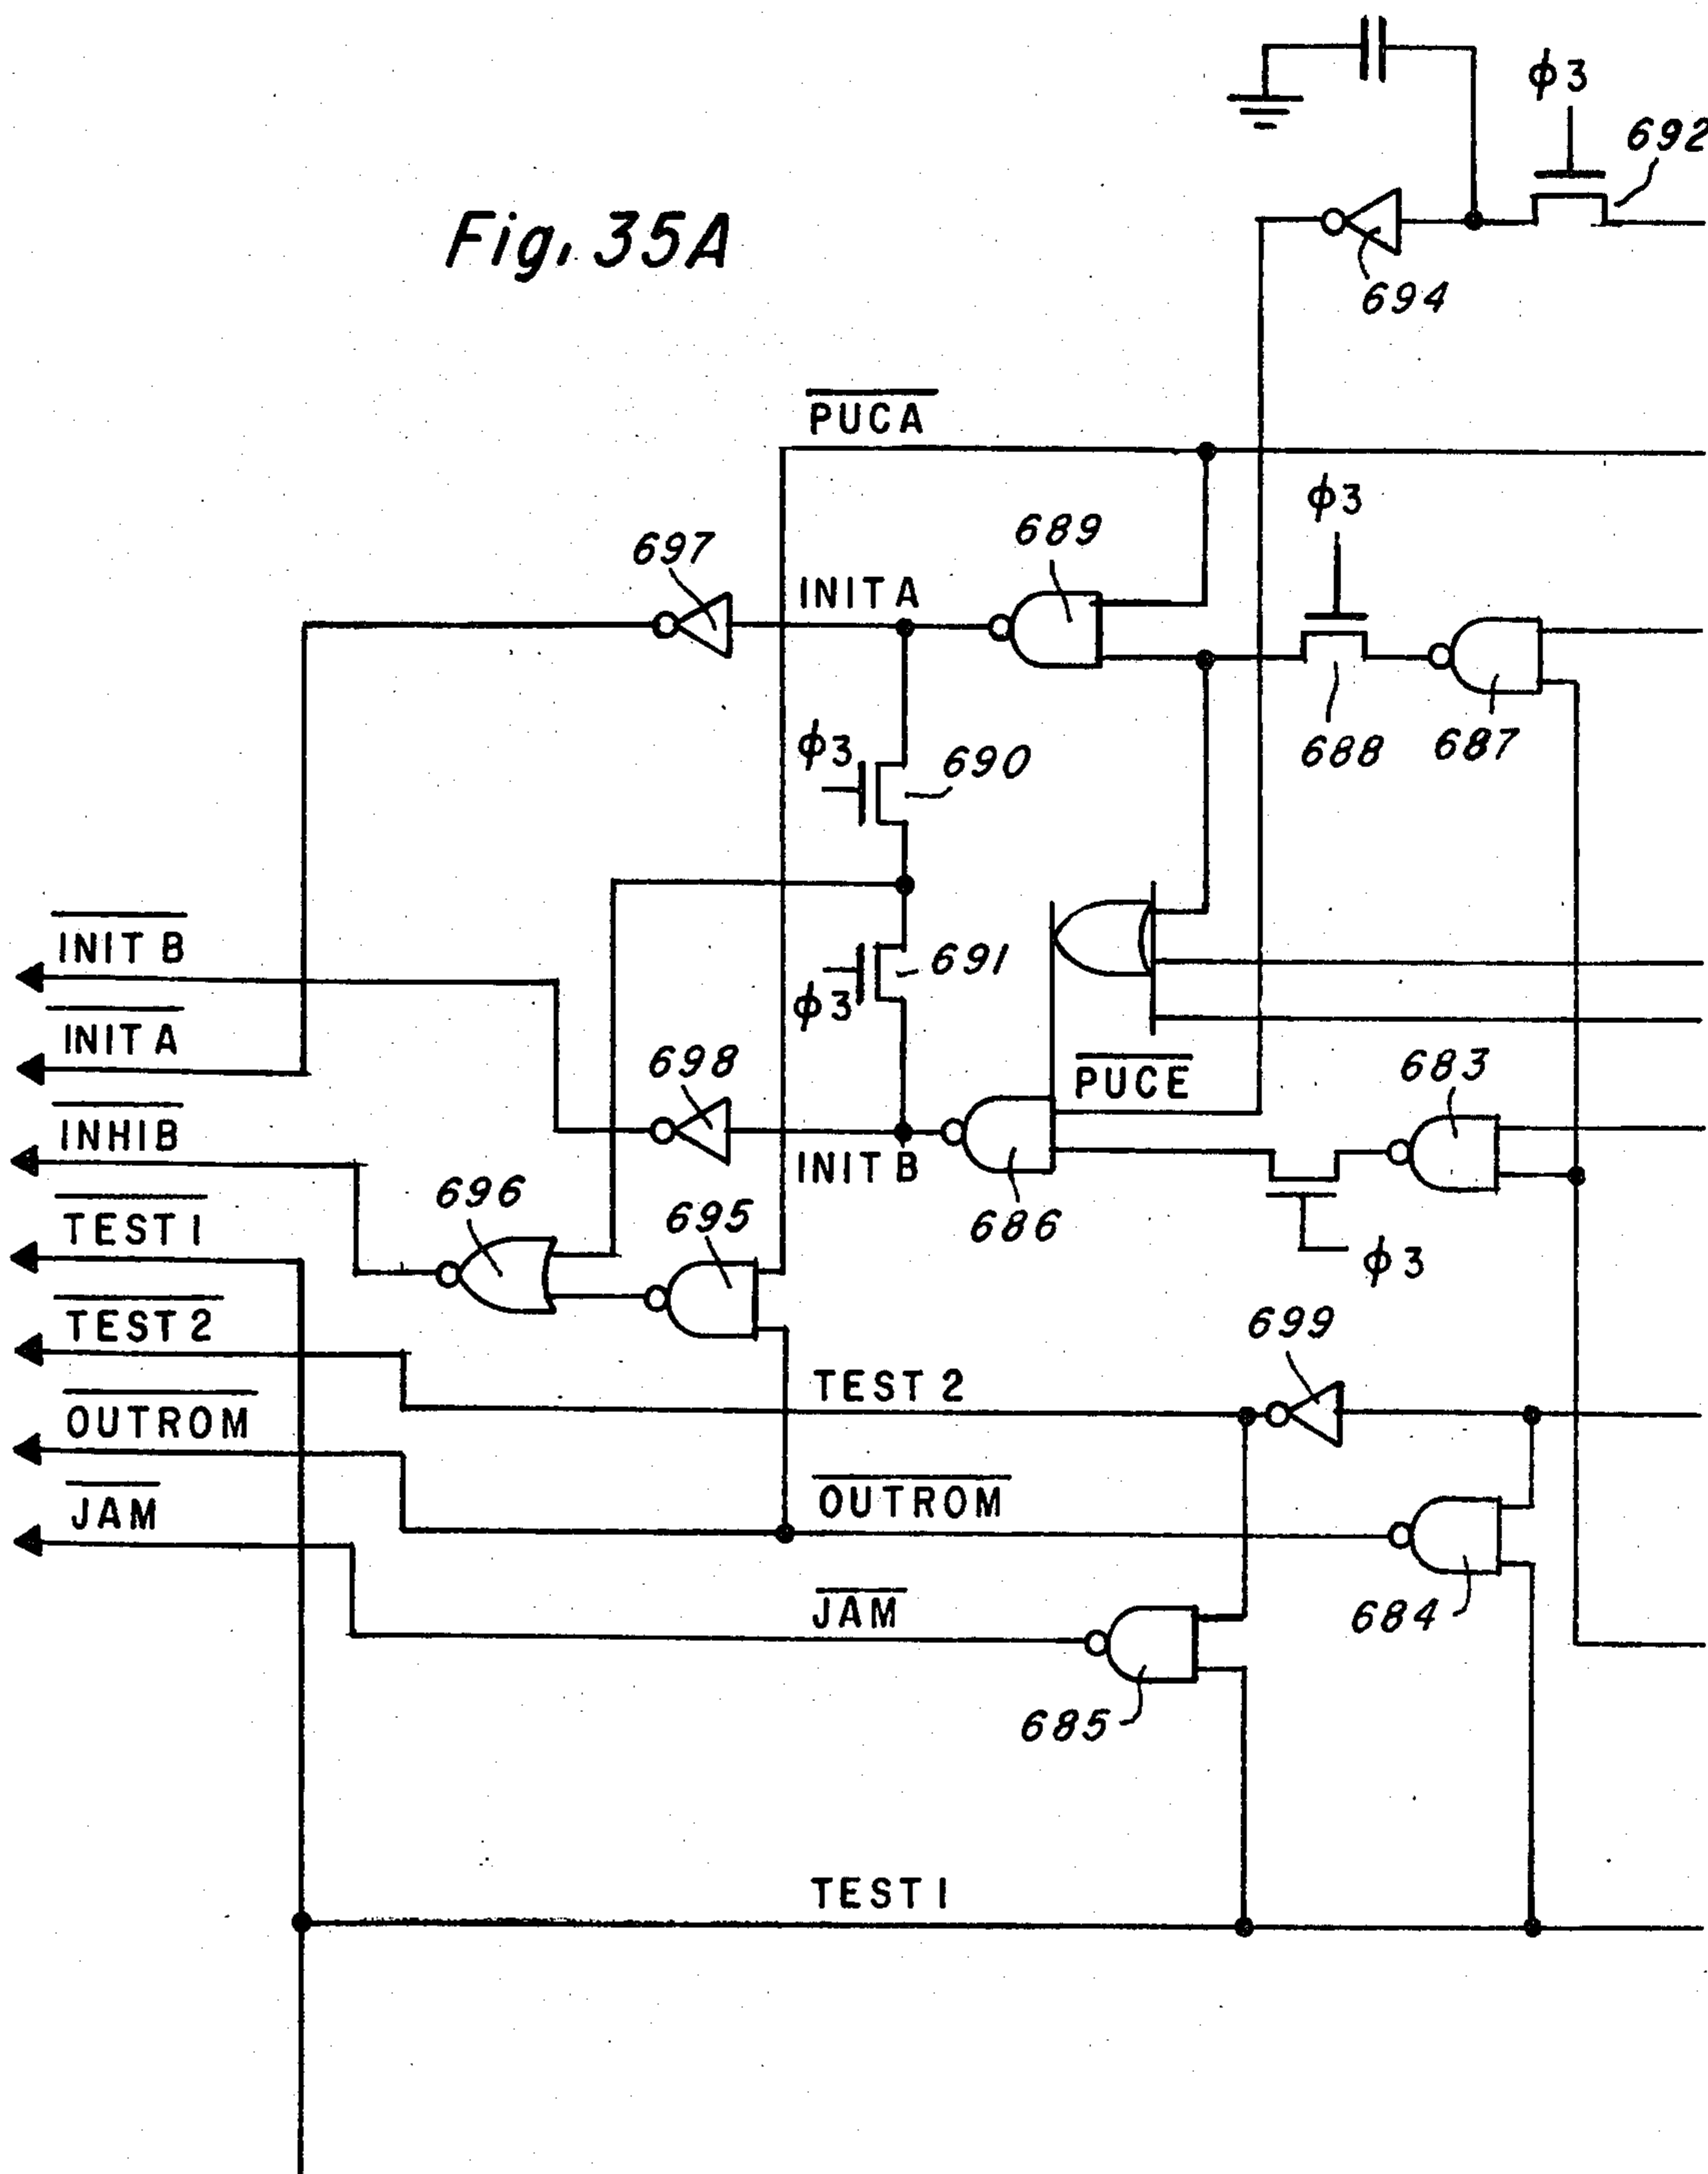 ϕ3
692
Fig. 35A
694
PUCA
ϕ3
689
697
INIT A
ϕ3
690
688
687
INIT B
691
ϕ3
INIT A
698
683
PUCE
INHIB
INIT B
696
695
686
TEST 1
ϕ3
TEST 2
699
TEST 2
OUTROM
OUTROM
JAM
JAM
684
685
TEST 1